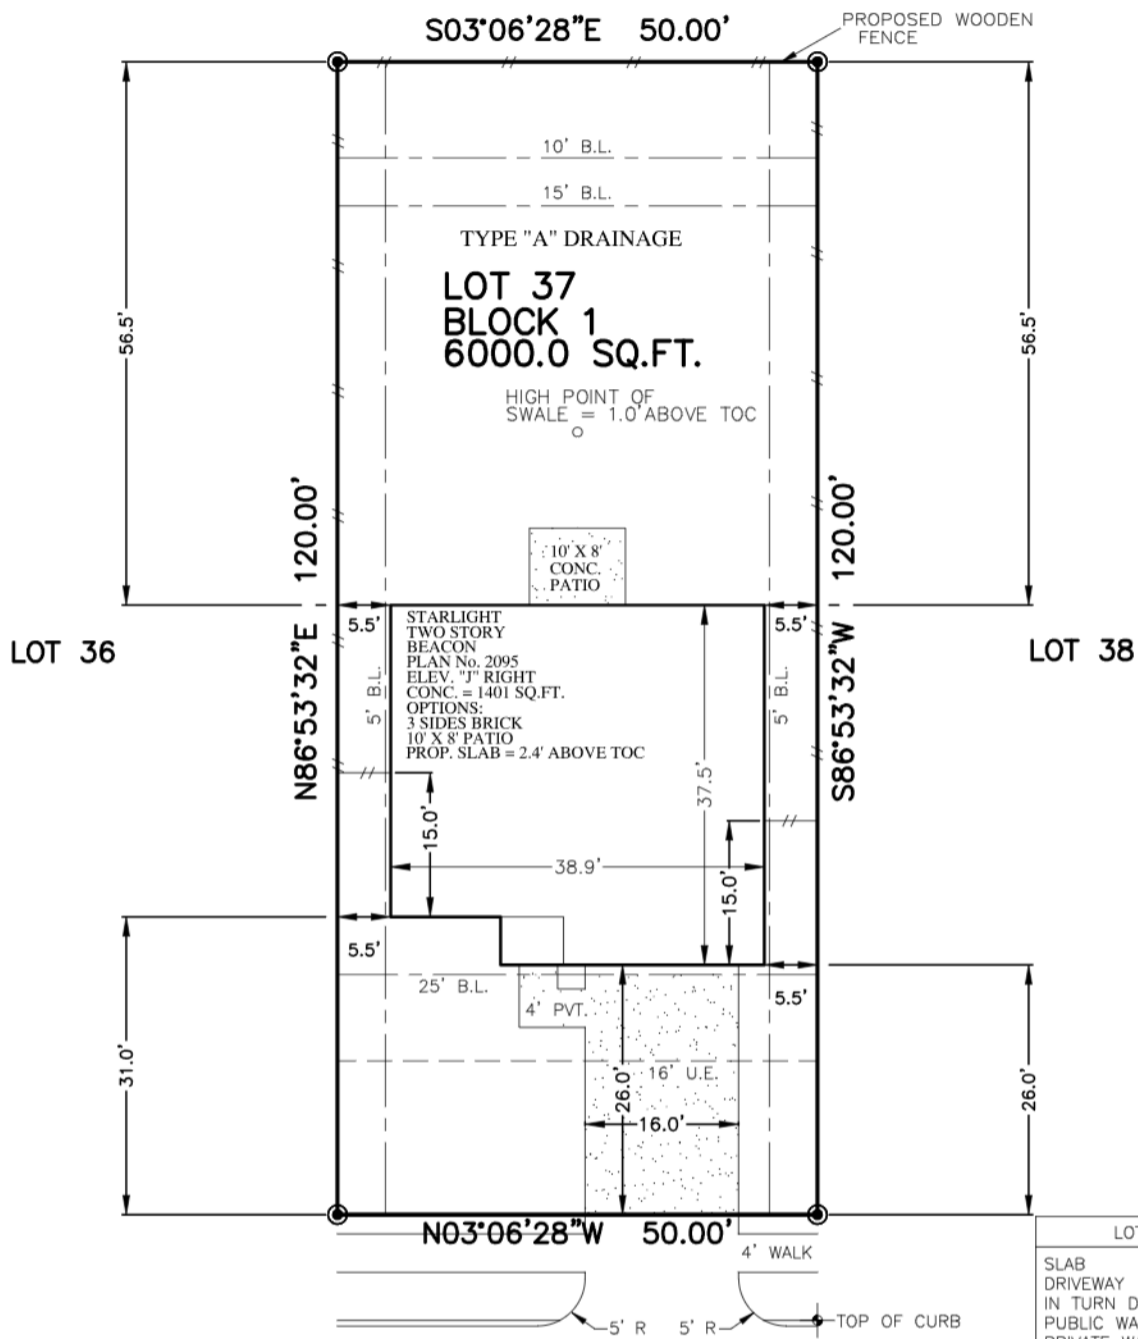 S03°06'28"E 50.00'
PROPOSED WOODEN
FENCE
10' B.L.
15' B.L.
TYPE "A" DRAINAGE
LOT 37
BLOCK 1
6000.0 SQ.FT.
HIGH POINT OF
SWALE = 1.0' ABOVE TOC
56.5'
56.5'
N86°53'32"E 120.00'
S86°53'32"W 120.00'
10' X 8'
CONC.
PATIO
LOT 36
LOT 38
5.5'
5.5'
5' B.L.
5' B.L.
STARLIGHT
TWO STORY
BEACON
PLAN No. 2095
ELEV. "J" RIGHT
CONC. = 1401 SQ.FT.
OPTIONS:
3 SIDES BRICK
10' X 8' PATIO
PROP. SLAB = 2.4' ABOVE TOC
37.5'
15.0'
38.9'
15.0'
5.5'
5.5'
25' B.L.
4' PVT.
16' U.E.
31.0'
26.0'
26.0'
16.0'
N03°06'28"W 50.00'
4' WALK
5' R
5' R
TOP OF CURB
LOT
SLAB
DRIVEWAY
IN TURN D
PUBLIC WA